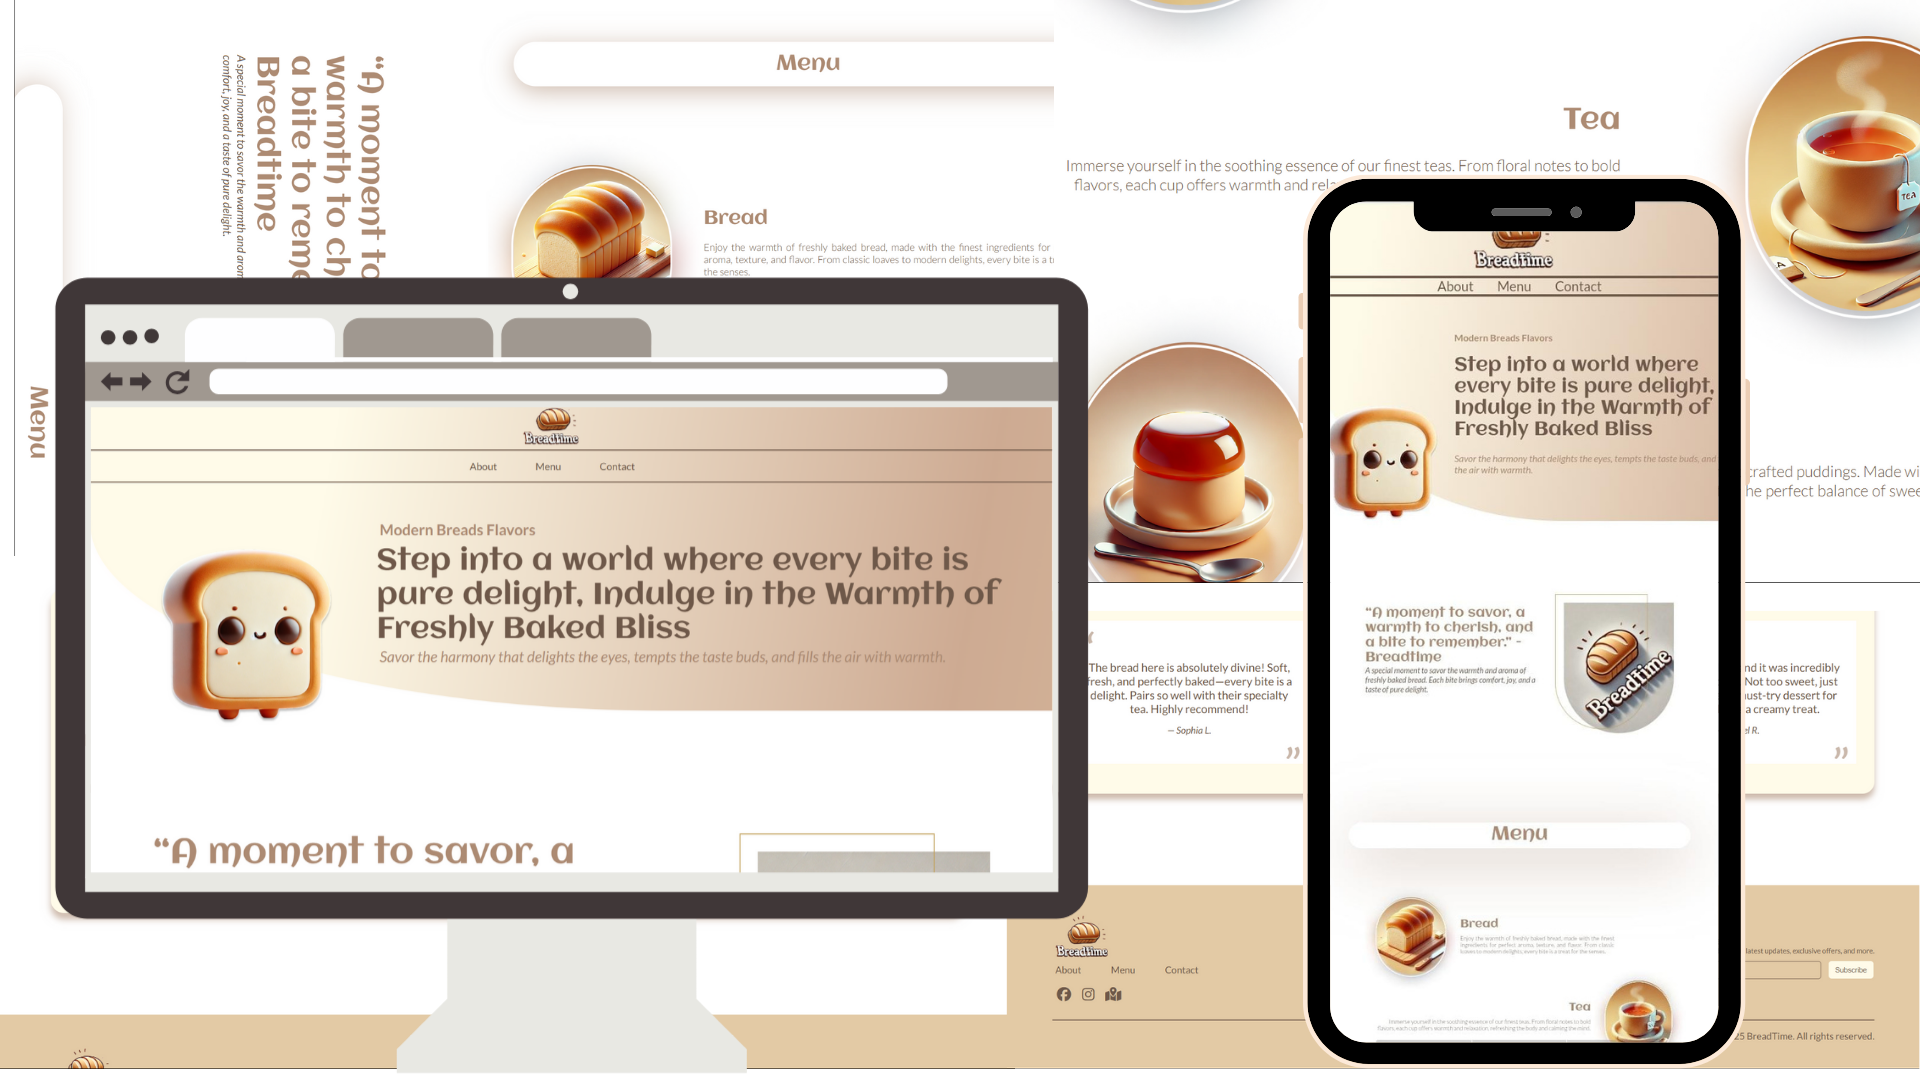 “A moment to
warmth to ch
a bite to reme
Breadtime
A special moment to savor the warmth and arom
comfort, joy, and a taste of pure delight.
Menu
Menu
Bread
Enjoy the warmth of freshly baked bread, made with the finest ingredients for
aroma, texture, and flavor. From classic loaves to modern delights, every bite is a t
the senses.
Tea
Immerse yourself in the soothing essence of our finest teas. From floral notes to bold
flavors, each cup offers warmth and rela
TEA
A
Breadtime
About Menu Contact
Modern Breads Flavors
Step into a world where every bite is
pure delight, Indulge in the Warmth of
Freshly Baked Bliss
Savor the harmony that delights the eyes, tempts the taste buds, and fills the air with warmth.
“A moment to savor, a
Breadtime
About Menu Contact
Modern Breads Flavors
Step into a world where
every bite is pure delight,
Indulge in the Warmth of
Freshly Baked Bliss
Savor the harmony that delights the eyes, tempts the taste buds, and
the air with warmth.
“A moment to savor, a
warmth to cherish, and
a bite to remember.” -
Breadtime
A special moment to savor the warmth and aroma of
freshly baked bread. Each bite brings comfort, joy, and a
taste of pure delight.
Breadtime
Menu
Bread
Enjoy the warmth of freshly baked bread, made with the finest
ingredients for perfect aroma, texture, and flavor. From classic
loaves to modern delights, every bite is a treat for the senses.
Tea
Immerse yourself in the soothing essence of our finest teas. From floral notes to bold
flavors, each cup offers warmth and relaxation, refreshing the body and calming the mind.
crafted puddings. Made wi
he perfect balance of swee
“
The bread here is absolutely divine! Soft,
fresh, and perfectly baked—every bite is a
delight. Pairs so well with their specialty
tea. Highly recommend!
— Sophia L.
”
nd it was incredibly
Not too sweet, just
ust-try dessert for
a creamy treat.
el R.
”
Breadtime
About Menu Contact
latest updates, exclusive offers, and more.
Subscribe
25 BreadTime. All rights reserved.